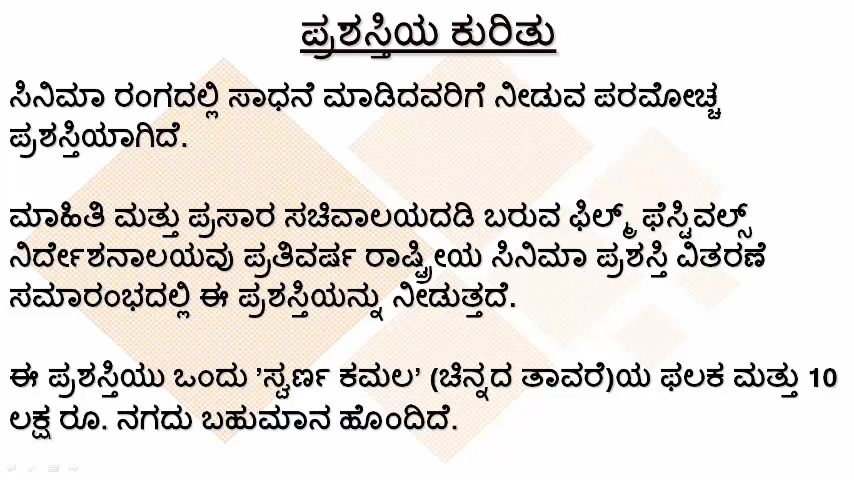 ಪ್ರಶಸ್ತಿಯ ಕುರಿತು
ಸಿನಿಮಾ ರಂಗದಲ್ಲಿ ಸಾಧನೆ ಮಾಡಿದವರಿಗೆ ನೀಡುವ ಪರಮೋಚ್ಚ
ಪ್ರಶಸ್ತಿಯಾಗಿದೆ.
ಮಾಹಿತಿ ಮತ್ತು ಪ್ರಸಾರ ಸಚಿವಾಲಯದಡಿ ಬರುವ ಫಿಲ್ಮ್ ಫೆಸ್ಟಿವಲ್ಸ್
ನಿರ್ದೇಶನಾಲಯವು ಪ್ರತಿವರ್ಷ ರಾಷ್ಟ್ರೀಯ ಸಿನಿಮಾ ಪ್ರಶಸ್ತಿ ವಿತರಣೆ
ಸಮಾರಂಭದಲ್ಲಿ ಈ ಪ್ರಶಸ್ತಿಯನ್ನು ನೀಡುತ್ತದೆ.
ಈ ಪ್ರಶಸ್ತಿಯು ಒಂದು ’ಸ್ವರ್ಣ ಕಮಲ’ (ಚಿನ್ನದ ತಾವರೆ)ಯ ಫಲಕ ಮತ್ತು 10
ಲಕ್ಷ ರೂ. ನಗದು ಬಹುಮಾನ ಹೊಂದಿದೆ.